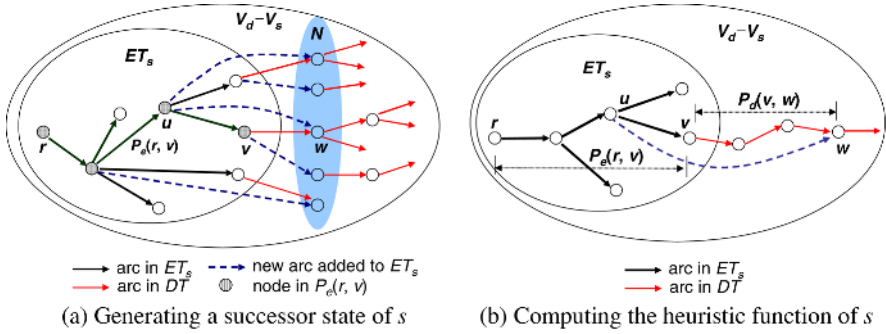 V_d–V_s
ET_s
N
r
u
v
w
P_e(r, v)
arc in ET_s
new arc added to ET_s
arc in DT
node in P_e(r, v)
(a) Generating a successor state of s
V_d–V_s
ET_s
r
u
v
w
P_d(v, w)
P_e(r, v)
arc in ET_s
arc in DT
(b) Computing the heuristic function of s